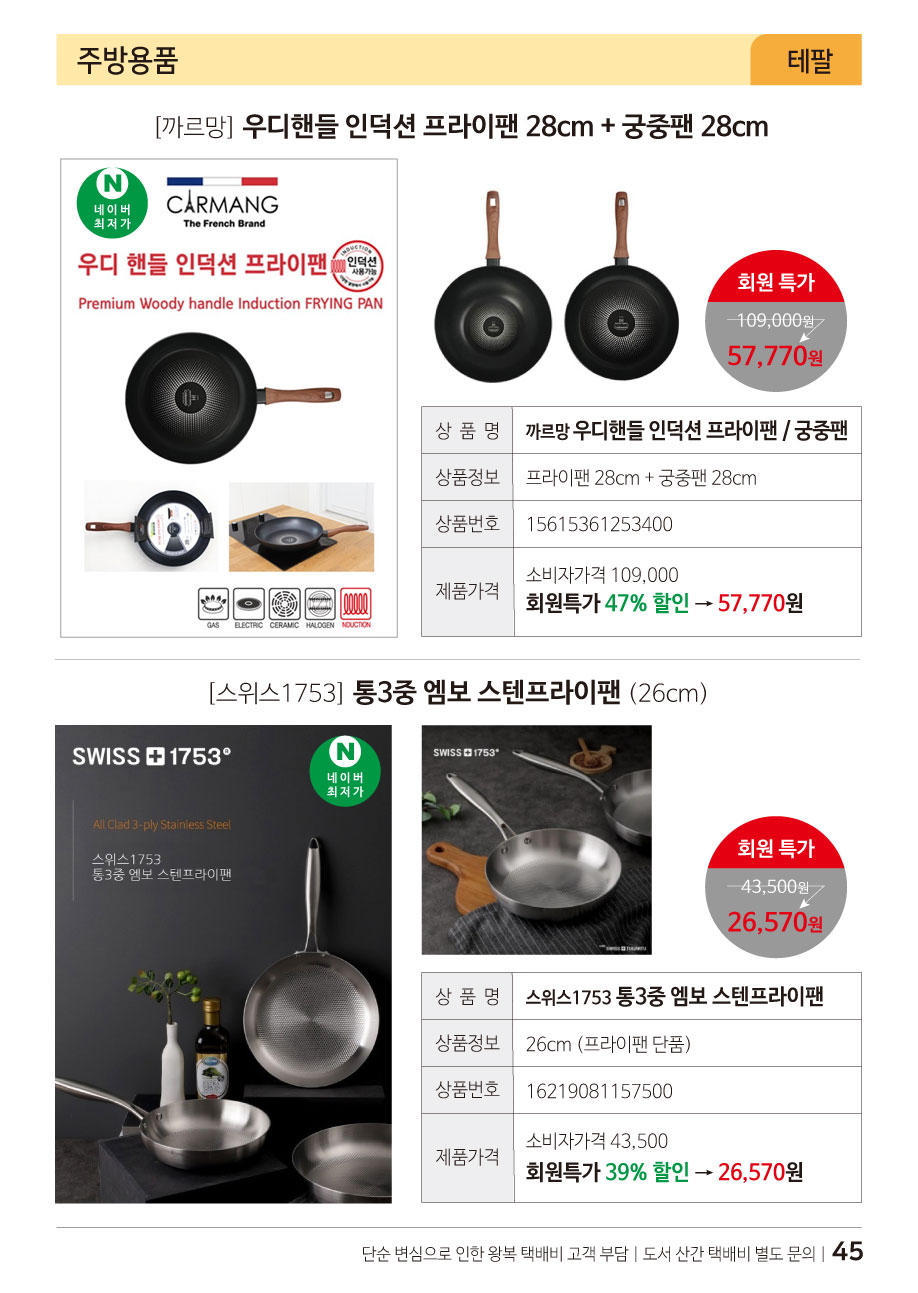 주방용품
테팔
[까르망] 우디핸들 인덕션 프라이팬 28cm + 궁중팬 28cm
N
네이버
최저가
CARMANG
The French Brand
우디 핸들 인덕션 프라이팬
INDUCTION
인덕션
사용가능
Premium Woody handle Induction FRYING PAN
GAS ELECTRIC CERAMIC HALOGEN INDUCTION
회원 특가
109,000원
57,770원
상 품 명 까르망 우디핸들 인덕션 프라이팬 / 궁중팬
상품정보 프라이팬 28cm + 궁중팬 28cm
상품번호 15615361253400
제품가격 소비자가격 109,000
회원특가 47% 할인 → 57,770원
[스위스1753] 통3중 엠보 스텐프라이팬 (26cm)
SWISS 1753
N
네이버
최저가
All Clad 3-ply Stainless Steel
스위스1753
통3중 엠보 스텐프라이팬
SWISS 1753
회원 특가
43,500원
26,570원
상 품 명 스위스1753 통3중 엠보 스텐프라이팬
상품정보 26cm (프라이팬 단품)
상품번호 16219081157500
제품가격 소비자가격 43,500
회원특가 39% 할인 → 26,570원
단순 변심으로 인한 왕복 택배비 고객 부담 | 도서 산간 택배비 별도 문의 | 45